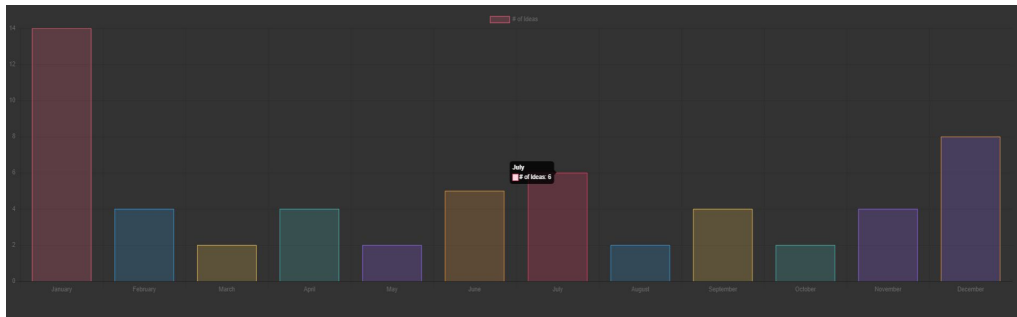 # of Ideas
14
12
10
8
6
4
2
0
July
# of Ideas: 6
January February March April May June July August September October November December